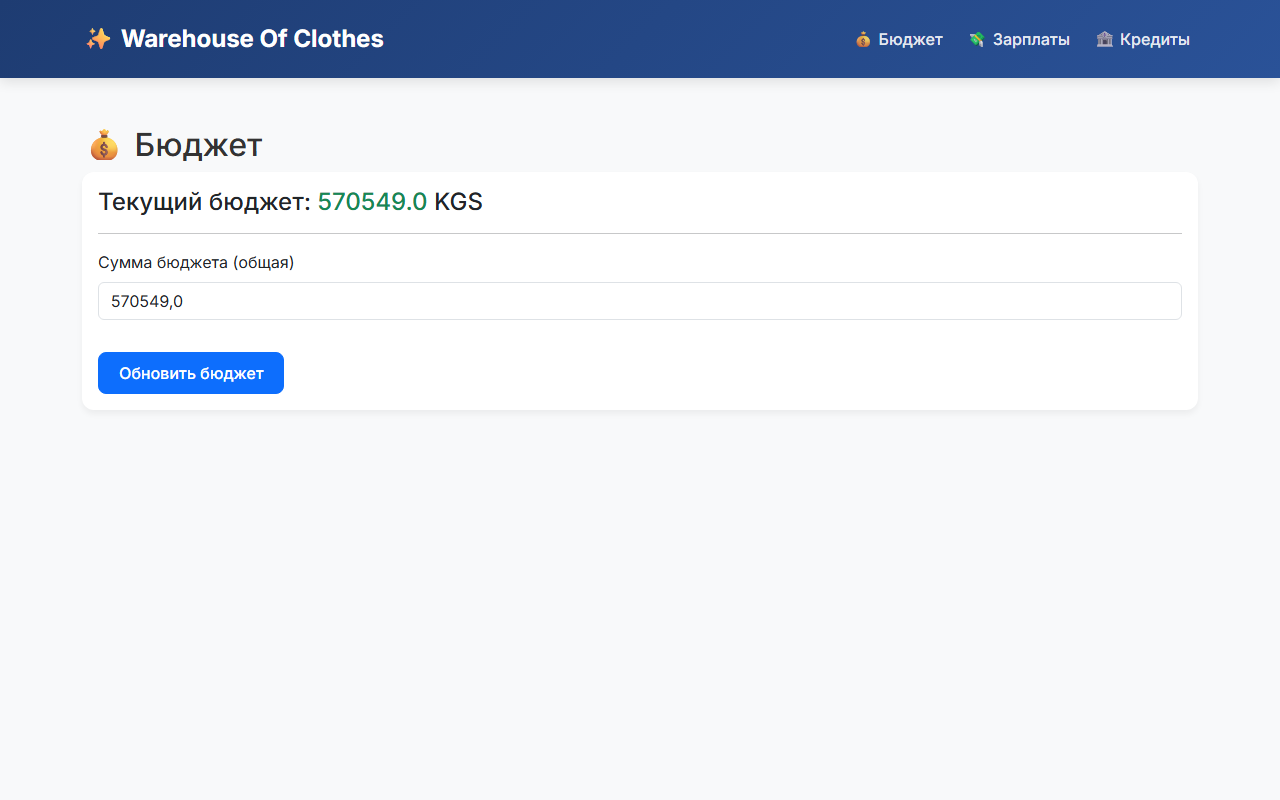 ✨ Warehouse Of Clothes
💰 Бюджет 💸 Зарплаты 🏦 Кредиты
💰 Бюджет
Текущий бюджет: 570549.0 KGS
Сумма бюджета (общая)
570549,0
Обновить бюджет